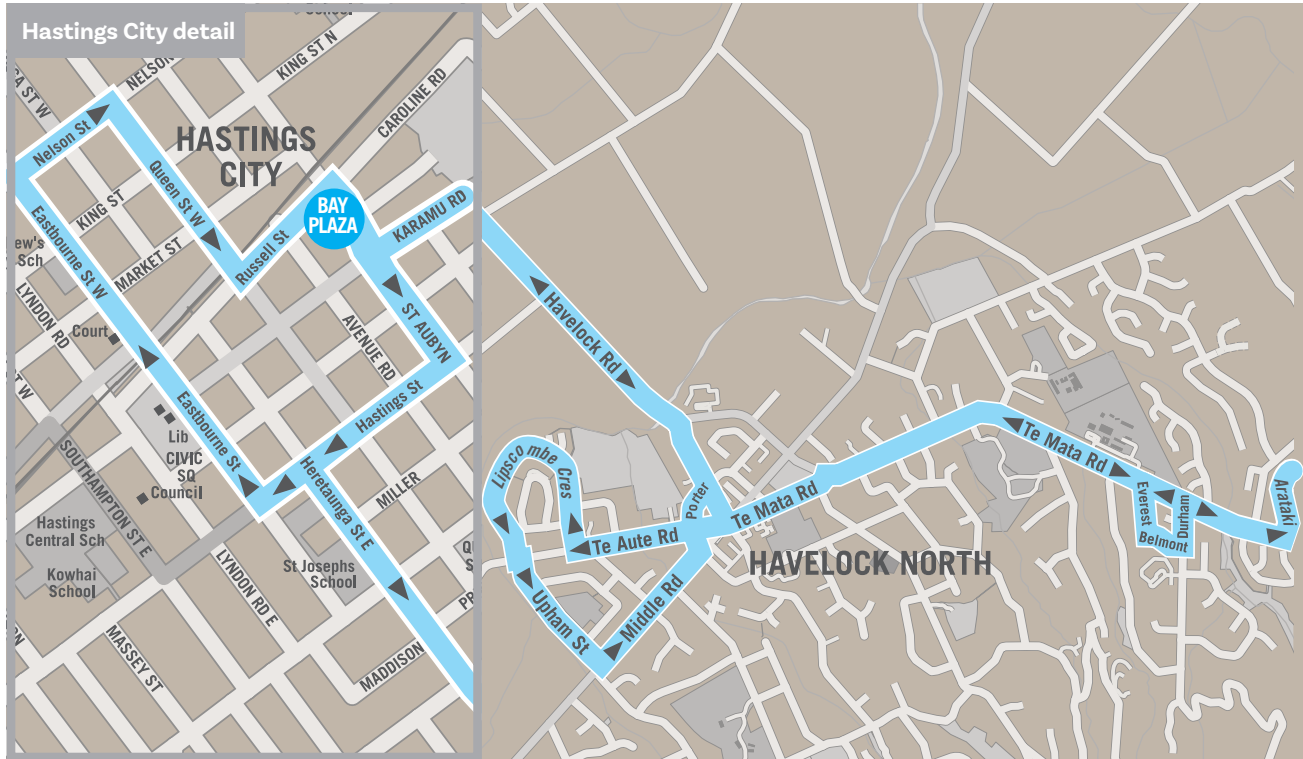 Hastings City detail
NELSON
KING ST N
CAROLINE RD
HASTINGS
CITY
Nelson St
Queen St W
KING ST
MARKET ST
Eastbourne St W
Russell St
BAY
PLAZA
KARAMU RD
ew's
Sch
LYNDON RD
Court
AVENUE RD
ST AUBYN
Hastings St
Eastbourne St
Lib
CIVIC
SQ
Council
SOUTHAMPTON ST E
Heretaunga St E
MILLER
Hastings
Central Sch
Kowhai
School
St Josephs
School
LYNDON RD E
MASSEY ST
MADDISON
Havelock Rd
Lipscombe Cres
Porter
Te Aute Rd
Te Mata Rd
Te Mata Rd
Everest
Durham
Belmont
Arataki
HAVELOCK NORTH
Upham St
Middle Rd